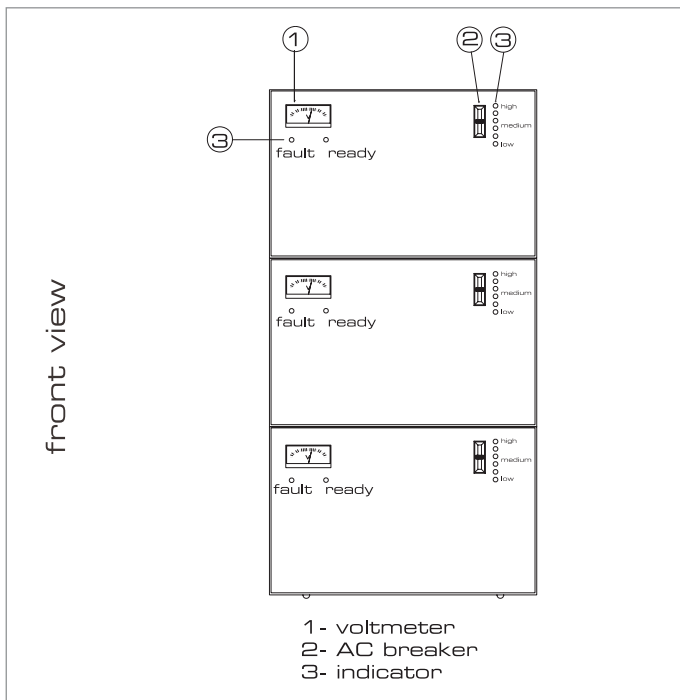 1 2 3
high
medium
low
3
fault ready
V
front view
high
medium
low
fault ready
V
high
medium
low
fault ready
V
1- voltmeter
2- AC breaker
3- indicator